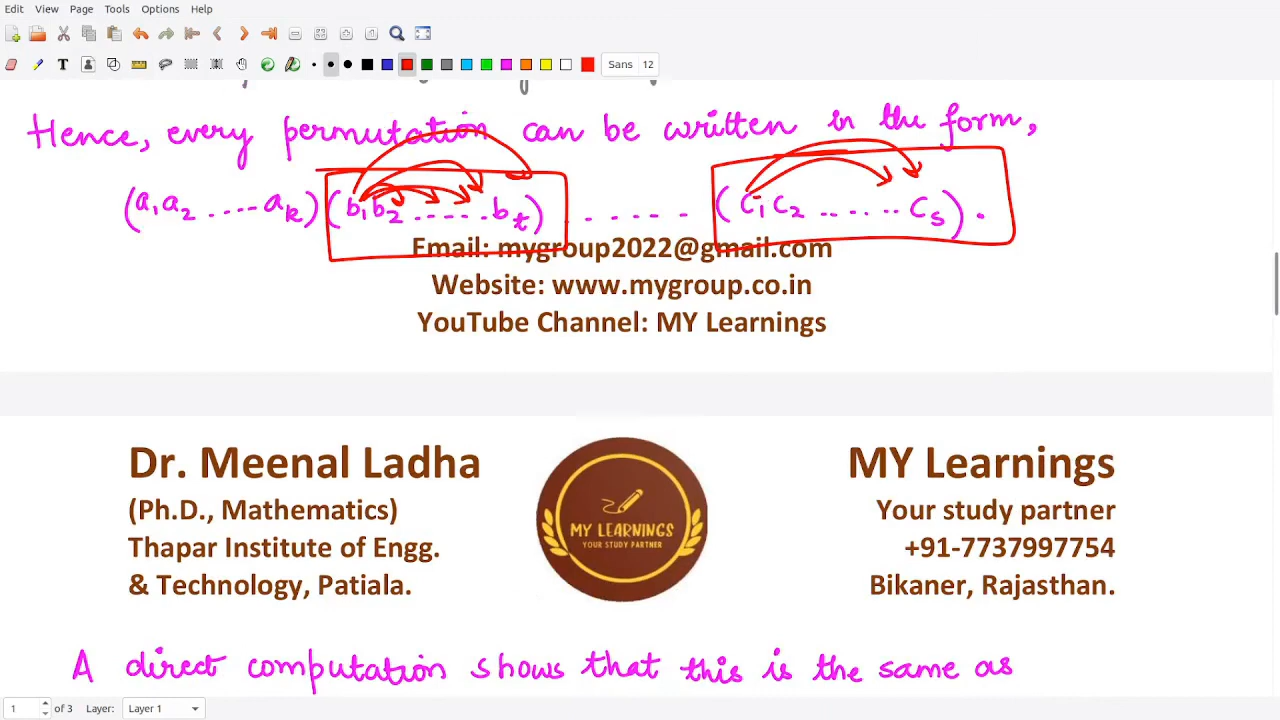 Edit View Page Tools Options Help
Sans 12
Hence, every permutation can be written in the form,
(a₁a₂ ..... aₖ)(b₁b₂ ...... bₜ) ...... (c₁c₂ ...... cₛ).
Email: mygroup2022@gmail.com
Website: www.mygroup.co.in
YouTube Channel: MY Learnings
Dr. Meenal Ladha
(Ph.D., Mathematics)
Thapar Institute of Engg.
& Technology, Patiala.
MY LEARNINGS
YOUR STUDY PARTNER
MY Learnings
Your study partner
+91-7737997754
Bikaner, Rajasthan.
A direct computation shows that this is the same as
1 of 3 Layer: Layer 1